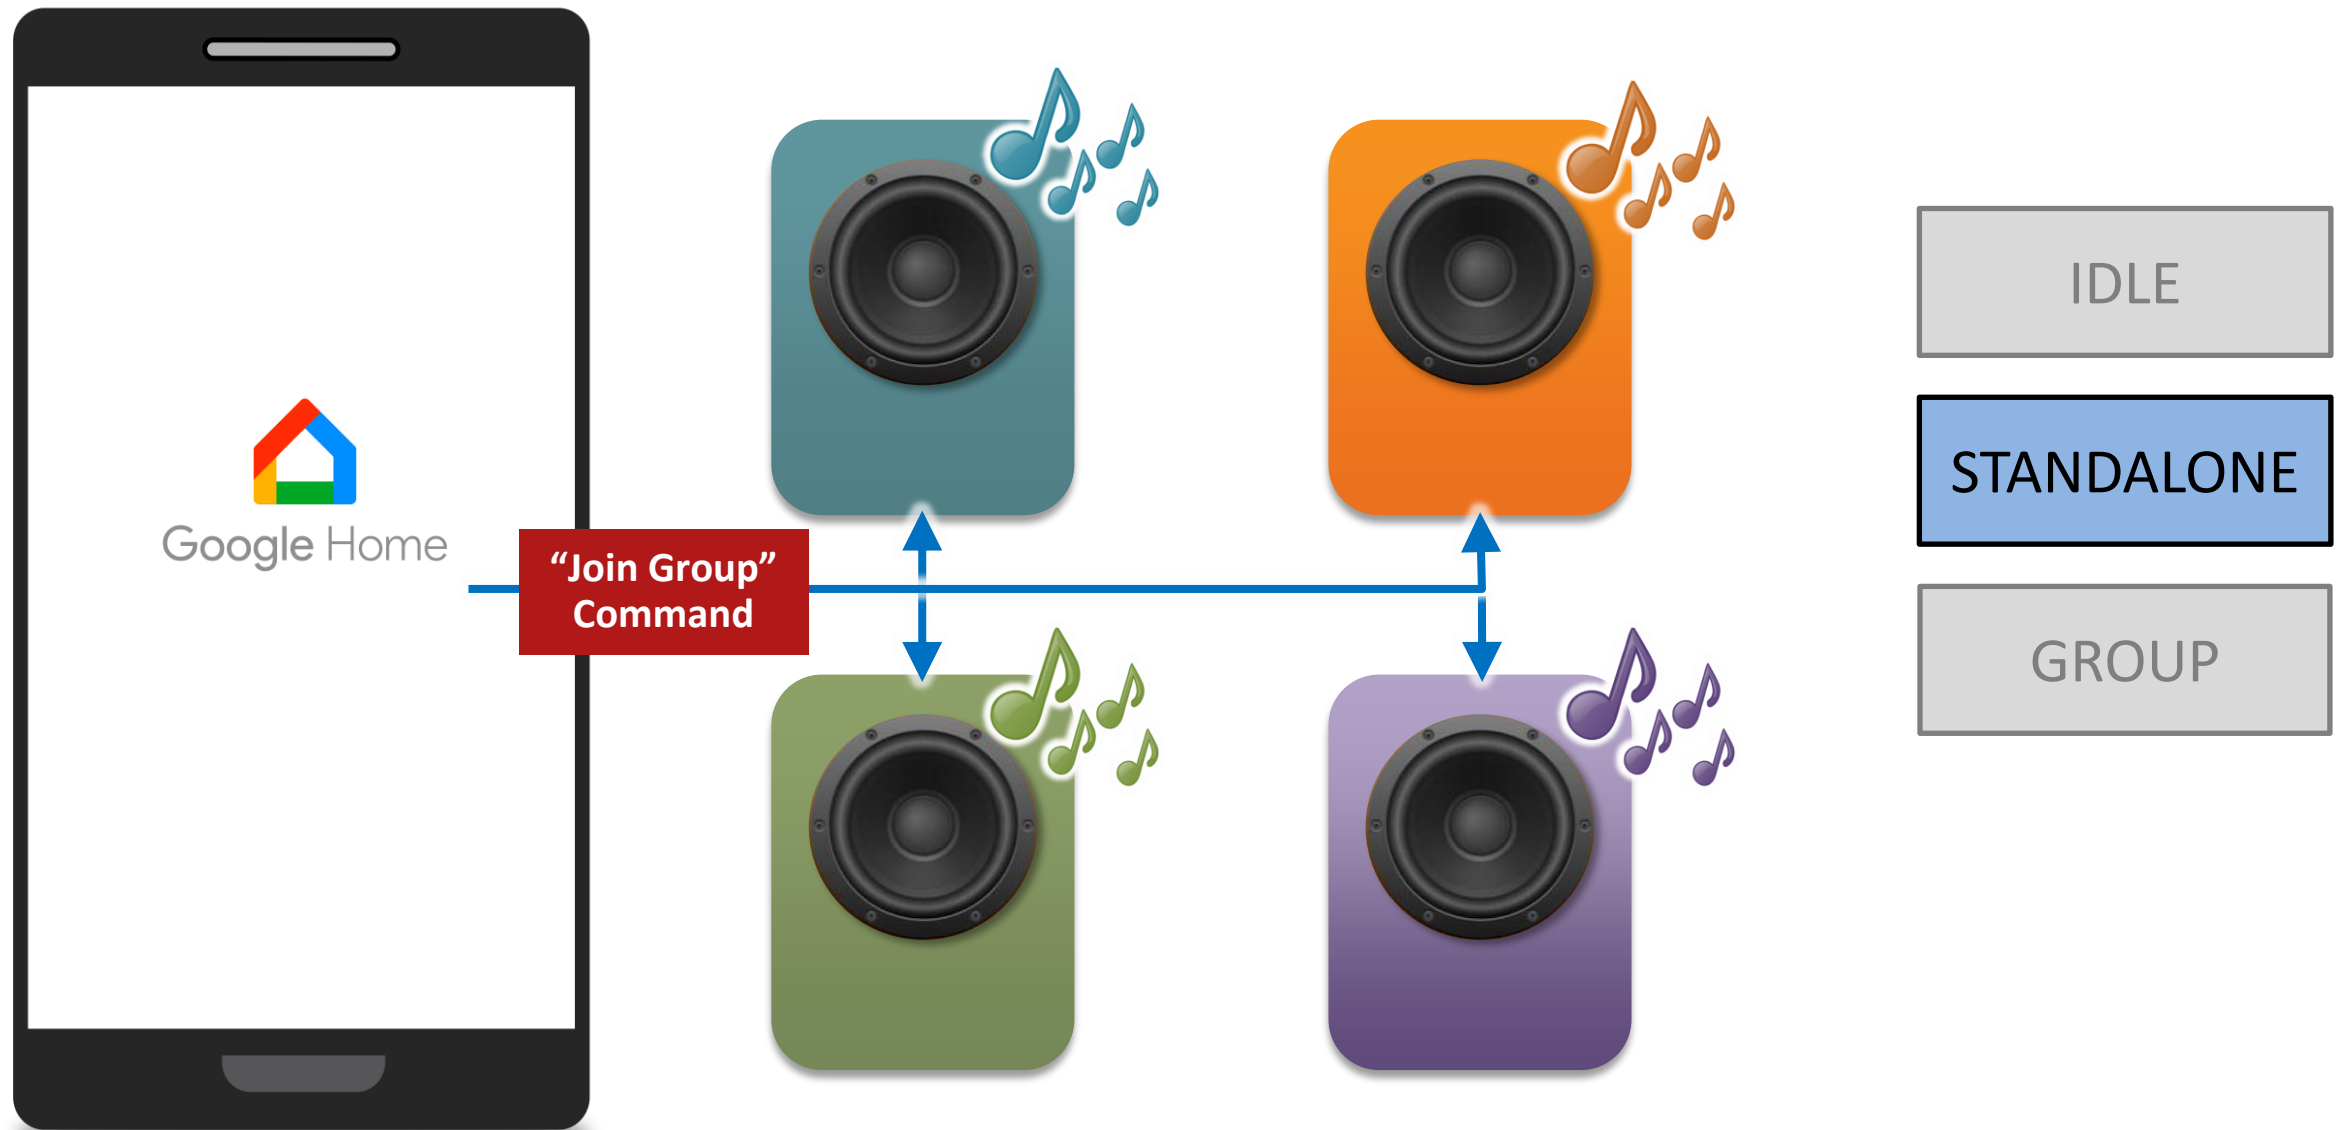 Google Home
“Join Group”
Command
IDLE
STANDALONE
GROUP